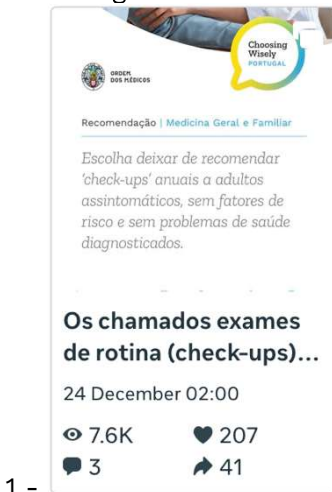 Choosing
Wisely
PORTUGAL
ORDEM
DOS MÉDICOS
Recomendação | Medicina Geral e Familiar
Escolha deixar de recomendar
'check-ups' anuais a adultos
assintomáticos, sem fatores de
risco e sem problemas de saúde
diagnosticados.
Os chamados exames
de rotina (check-ups)...
24 December 02:00
7.6K 207
3 41
1 -